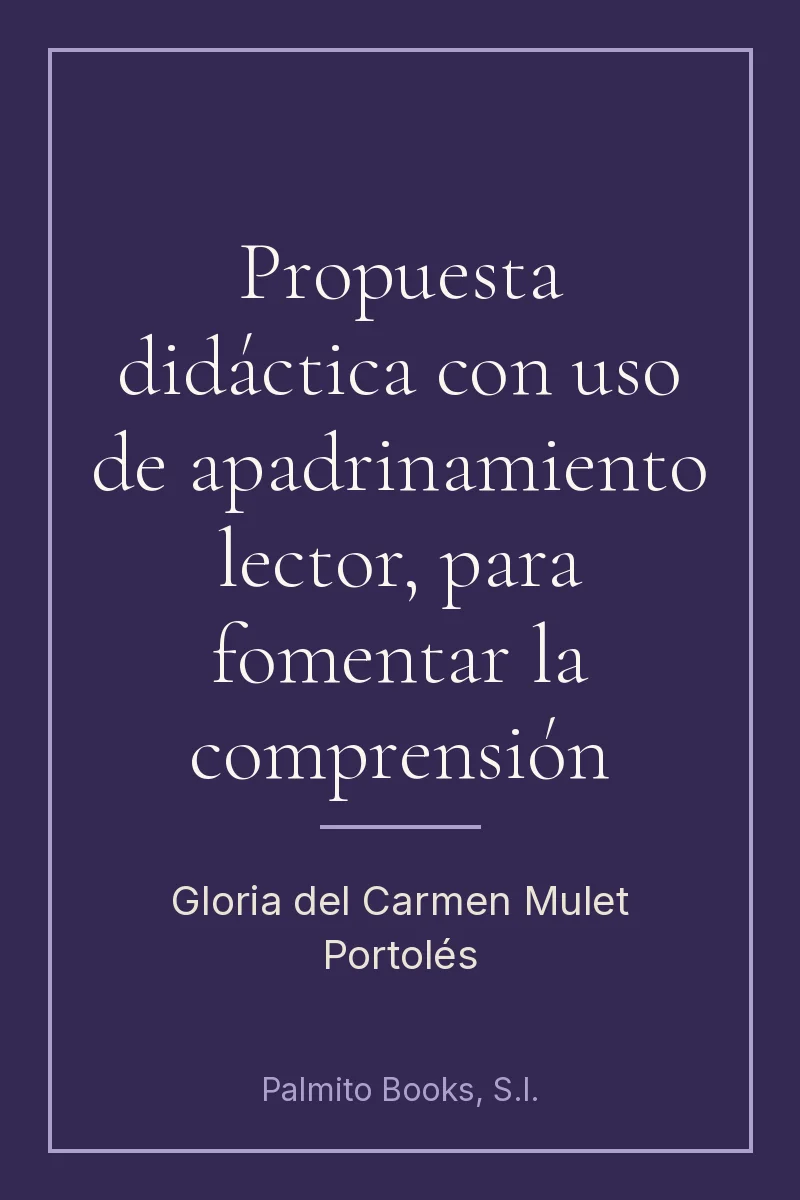 Propuesta
didáctica con uso
de apadrinamiento
lector, para
fomentar la
comprensión
Gloria del Carmen Mulet
Portolés
Palmito Books, S.l.